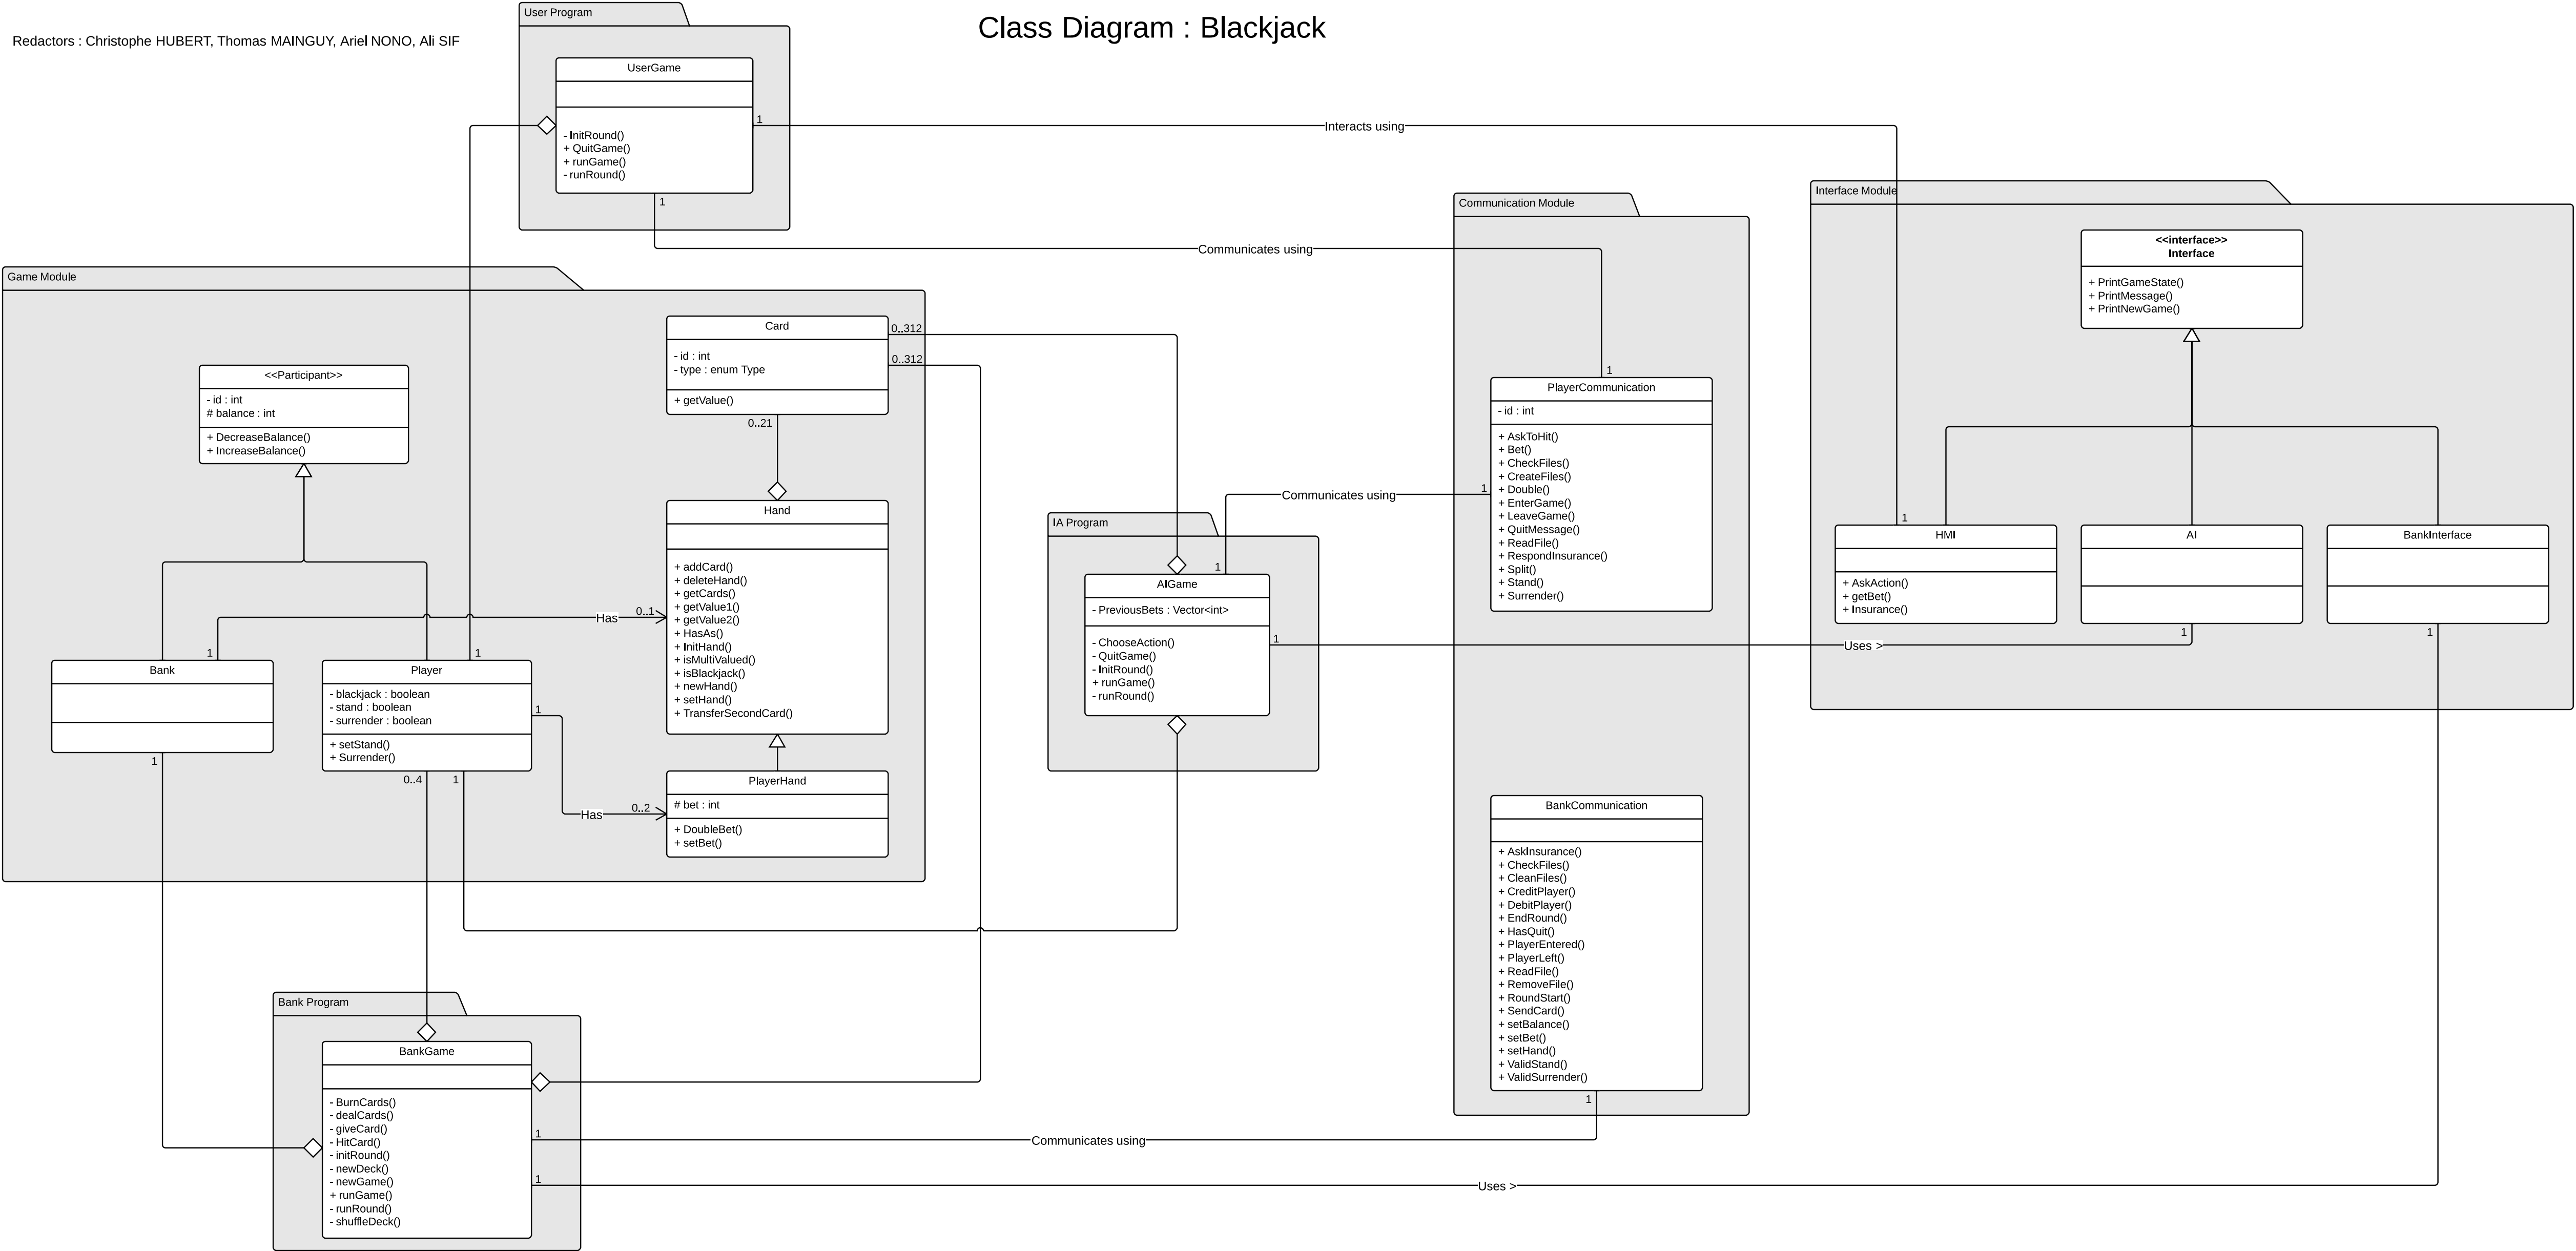 Class Diagram : Blackjack
Redactors : Christophe HUBERT, Thomas MAINGUY, Ariel NONO, Ali SIF
User Program
UserGame
- InitRound()
+ QuitGame()
+ runGame()
- runRound()
1
1
Interacts using
Communicates using
Game Module
<<Participant>>
- id : int
# balance : int
+ DecreaseBalance()
+ IncreaseBalance()
Card
- id : int
- type : enum Type
+ getValue()
0..312
0..312
0..21
Hand
+ addCard()
+ deleteHand()
+ getCards()
+ getValue1()
+ getValue2()
+ HasAs()
+ InitHand()
+ isMultiValued()
+ isBlackjack()
+ newHand()
+ setHand()
+ TransferSecondCard()
Has
0..1
1
1
Bank
1
Player
- blackjack : boolean
- stand : boolean
- surrender : boolean
+ setStand()
+ Surrender()
1
0..4
1
Has
0..2
PlayerHand
# bet : int
+ DoubleBet()
+ setBet()
IA Program
AIGame
- PreviousBets : Vector<int>
- ChooseAction()
- QuitGame()
- InitRound()
+ runGame()
- runRound()
1
1
Communicates using
1
Uses >
Communication Module
PlayerCommunication
1
- id : int
+ AskToHit()
+ Bet()
+ CheckFiles()
+ CreateFiles()
+ Double()
+ EnterGame()
+ LeaveGame()
+ QuitMessage()
+ ReadFile()
+ RespondInsurance()
+ Split()
+ Stand()
+ Surrender()
BankCommunication
+ AskInsurance()
+ CheckFiles()
+ CleanFiles()
+ CreditPlayer()
+ DebitPlayer()
+ EndRound()
+ HasQuit()
+ PlayerEntered()
+ PlayerLeft()
+ ReadFile()
+ RemoveFile()
+ RoundStart()
+ SendCard()
+ setBalance()
+ setBet()
+ setHand()
+ ValidStand()
+ ValidSurrender()
1
Interface Module
<<interface>>
Interface
+ PrintGameState()
+ PrintMessage()
+ PrintNewGame()
1
HMI
+ AskAction()
+ getBet()
+ Insurance()
AI
1
BankInterface
1
Bank Program
BankGame
- BurnCards()
- dealCards()
- giveCard()
- HitCard()
- initRound()
- newDeck()
- newGame()
+ runGame()
- runRound()
- shuffleDeck()
1
Communicates using
1
Uses >